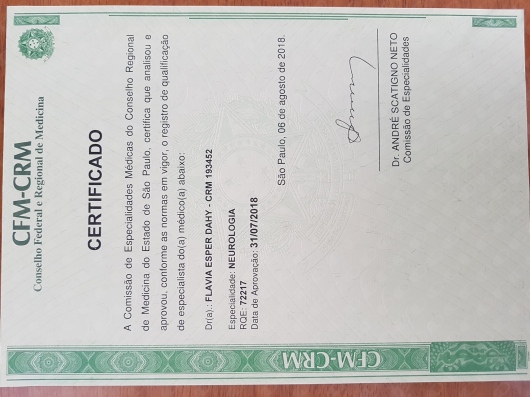 CFM-CRM
Conselho Federal e Regional de Medicina
CERTIFICADO
A Comissão de Especialidades Médicas do Conselho Regional
de Medicina do Estado de São Paulo, certifica que analisou e
aprovou, conforme as normas em vigor, o registro de qualificação
de especialista do(a) médico(a) abaixo:
Dr(a).: FLAVIA ESPER DAHY - CRM 193452
Especialidade: NEUROLOGIA
RQE: 72217
Data de Aprovação: 31/07/2018
São Paulo, 06 de agosto de 2018.
Dr. ANDRÉ SCATIGNO NETO
Comissão de Especialidades
CFM-CRM